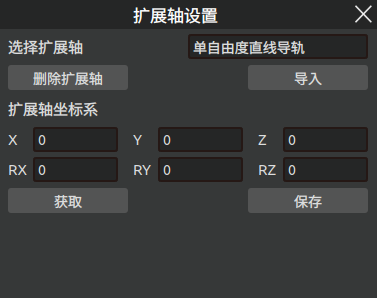 扩展轴设置
选择扩展轴 单自由度直线导轨
删除扩展轴 导入
扩展轴坐标系
X 0 Y 0 Z 0
RX 0 RY 0 RZ 0
获取 保存